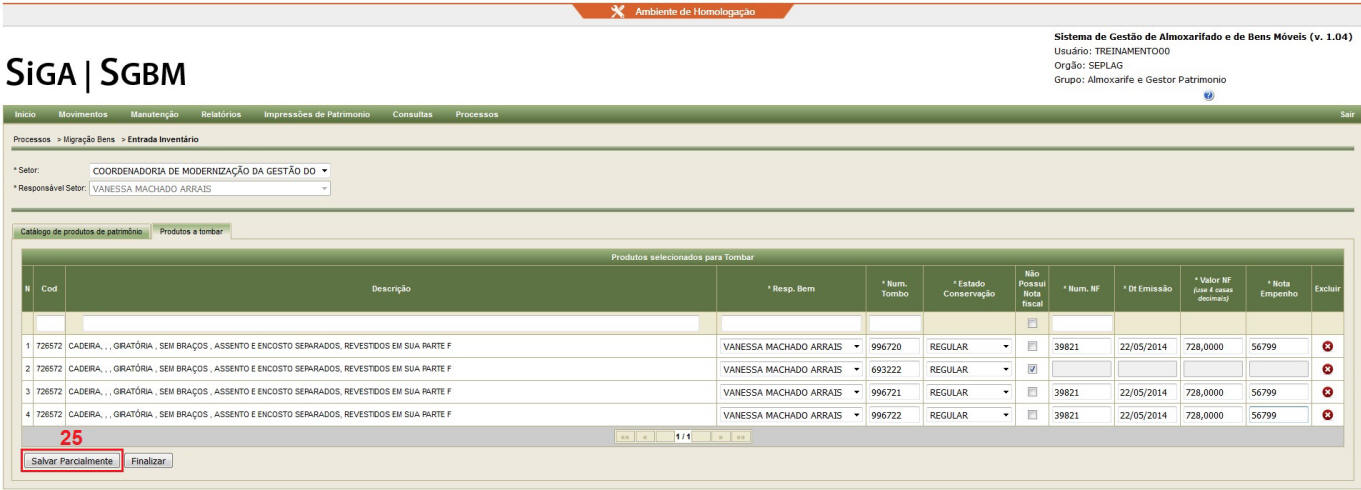 Ambiente de Homologação
Sistema de Gestão de Almoxarifado e de Bens Móveis (v. 1.04)
Usuário: TREINAMENTO00
Orgão: SEPLAG
Grupo: Almoxarife e Gestor Patrimonio
SiGA | SGBM
Inicio Movimentos Manutenção Relatórios Impressões de Patrimonio Consultas Processos Sair
Processos > Migração Bens > Entrada Inventário
* Setor: COORDENADORIA DE MODERNIZAÇÃO DA GESTÃO DO
* Responsável Setor: VANESSA MACHADO ARRAIS
Catálogo de produtos de patrimônio Produtos a tombar
Produtos selecionados para Tombar
N Cod Descrição * Resp. Bem * Num. Tombo * Estado Conservação Não Possui Nota fiscal * Num. NF * Dt Emissão * Valor NF (use 4 casas decimais) * Nota Empenho Excluir
1 726572 CADEIRA, , , GIRATÓRIA , SEM BRAÇOS , ASSENTO E ENCOSTO SEPARADOS, REVESTIDOS EM SUA PARTE F VANESSA MACHADO ARRAIS 996720 REGULAR 39821 22/05/2014 728,0000 56799
2 726572 CADEIRA, , , GIRATÓRIA , SEM BRAÇOS , ASSENTO E ENCOSTO SEPARADOS, REVESTIDOS EM SUA PARTE F VANESSA MACHADO ARRAIS 693222 REGULAR
3 726572 CADEIRA, , , GIRATÓRIA , SEM BRAÇOS , ASSENTO E ENCOSTO SEPARADOS, REVESTIDOS EM SUA PARTE F VANESSA MACHADO ARRAIS 996721 REGULAR 39821 22/05/2014 728,0000 56799
4 726572 CADEIRA, , , GIRATÓRIA , SEM BRAÇOS , ASSENTO E ENCOSTO SEPARADOS, REVESTIDOS EM SUA PARTE F VANESSA MACHADO ARRAIS 996722 REGULAR 39821 22/05/2014 728,0000 56799
«« « 1 / 1 » »»
25
Salvar Parcialmente Finalizar